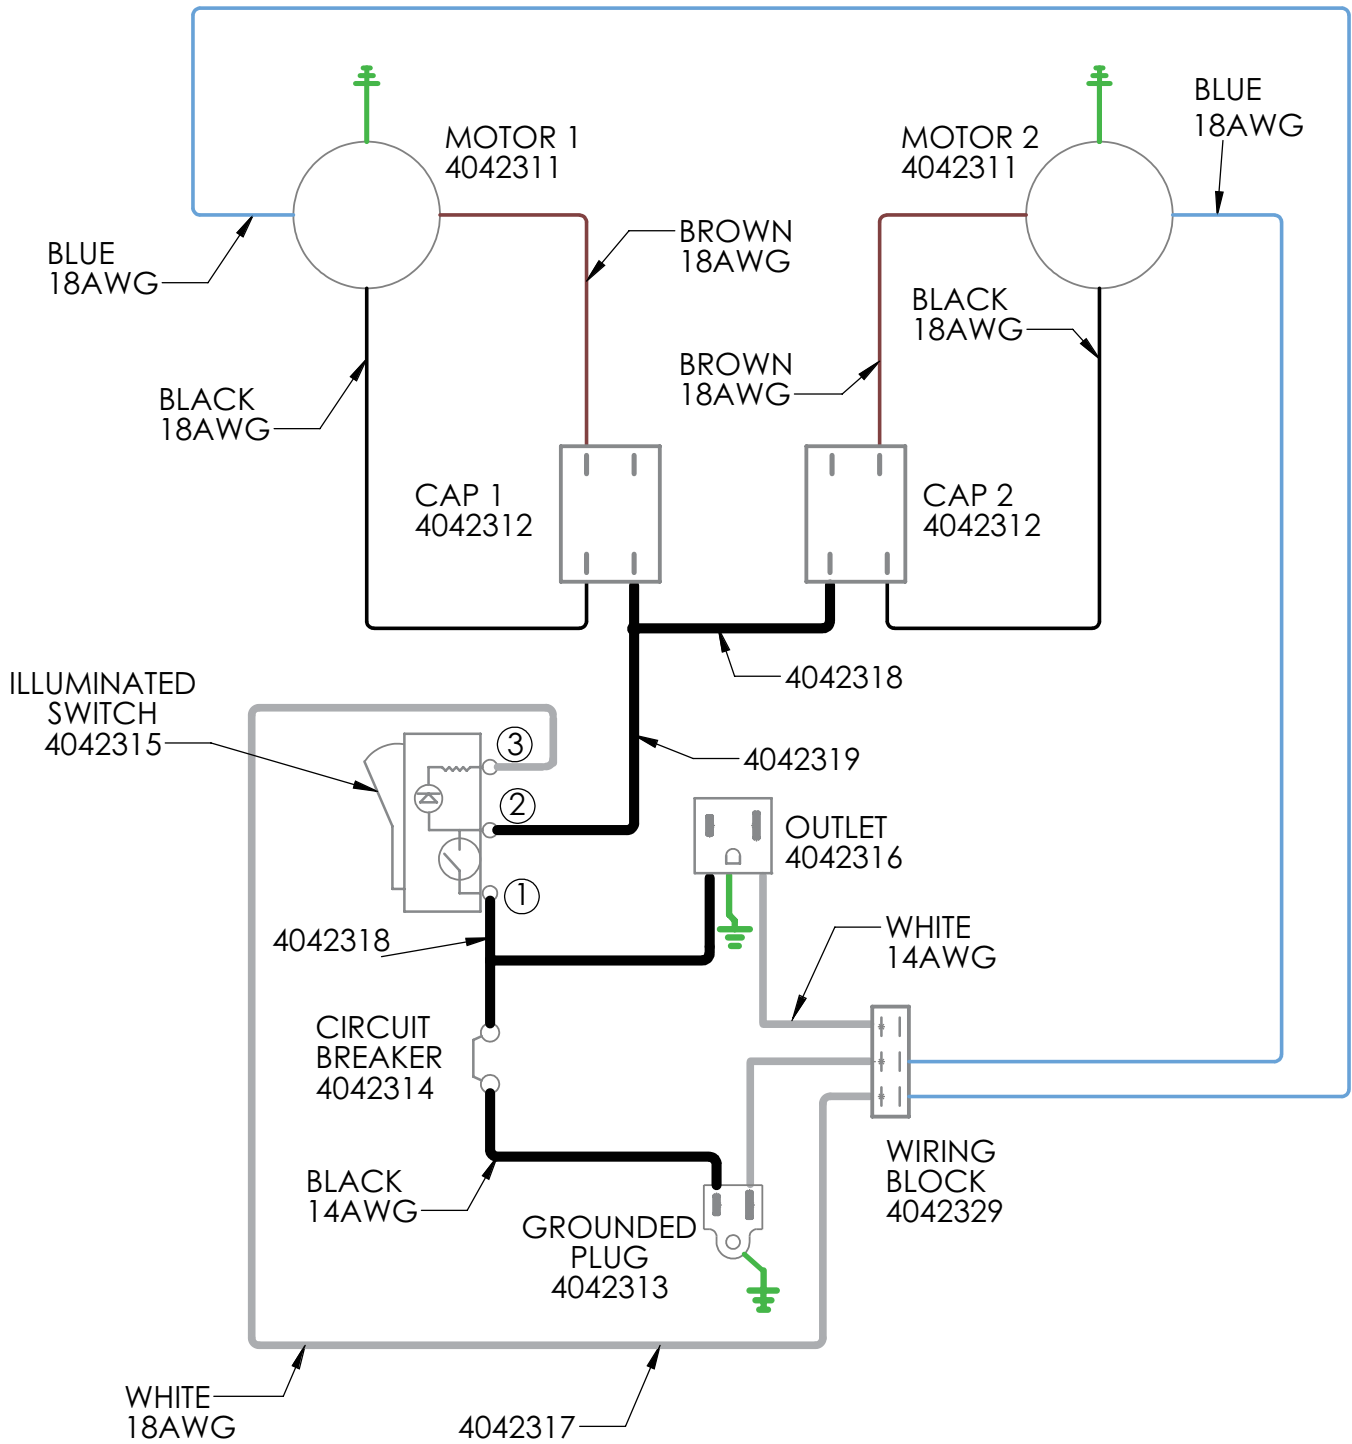 BLUE
18AWG
MOTOR 1
4042311
MOTOR 2
4042311
BLUE
18AWG
BROWN
18AWG
BLACK
18AWG
BROWN
18AWG
BLACK
18AWG
CAP 1
4042312
CAP 2
4042312
4042318
ILLUMINATED
SWITCH
4042315
3
4042319
2
OUTLET
4042316
1
4042318
WHITE
14AWG
CIRCUIT
BREAKER
4042314
WIRING
BLOCK
4042329
BLACK
14AWG
GROUNDED
PLUG
4042313
WHITE
18AWG
4042317